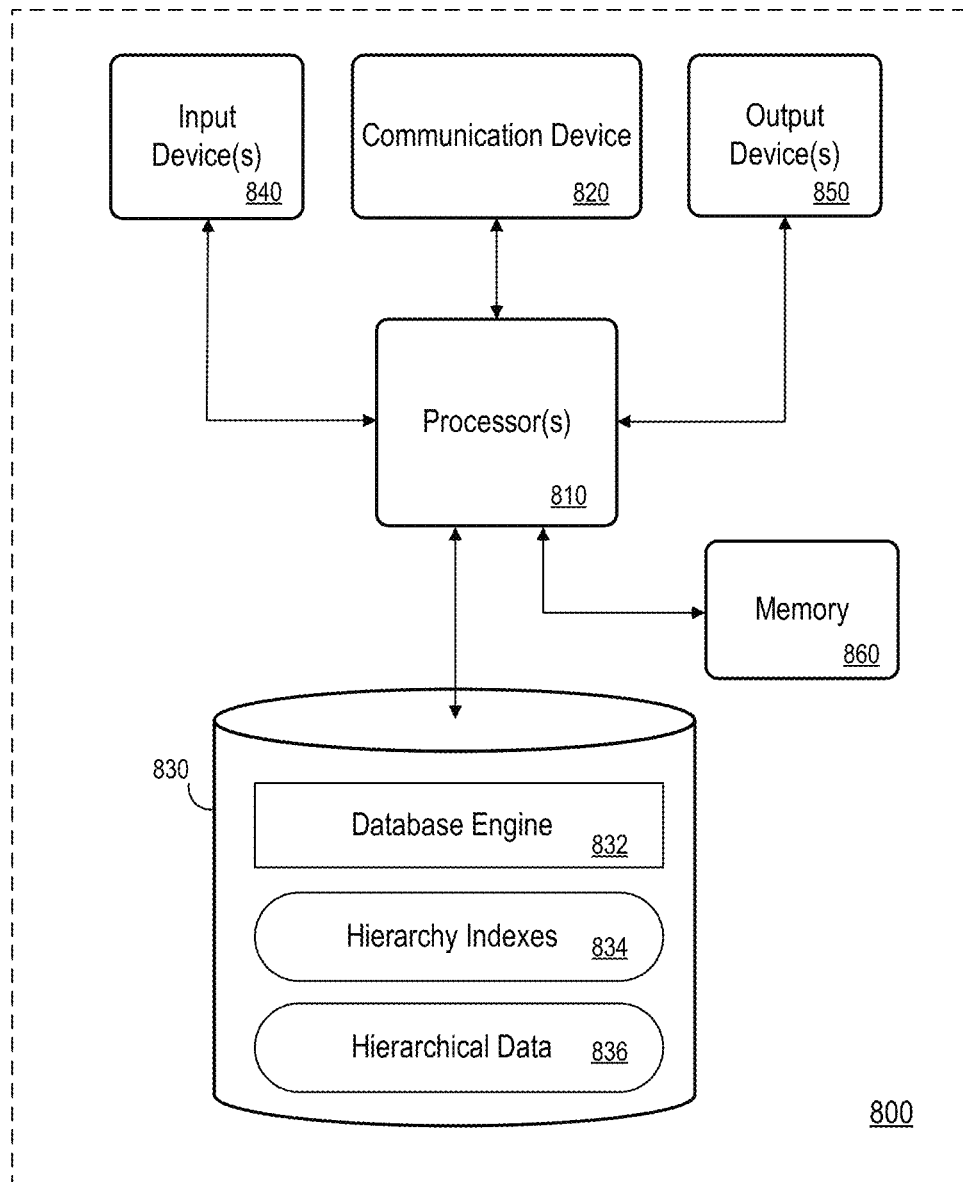 Input
Device(s)
840
Communication Device
820
Output
Device(s)
850
Processor(s)
810
Memory
860
830
Database Engine 832
Hierarchy Indexes 834
Hierarchical Data 836
800